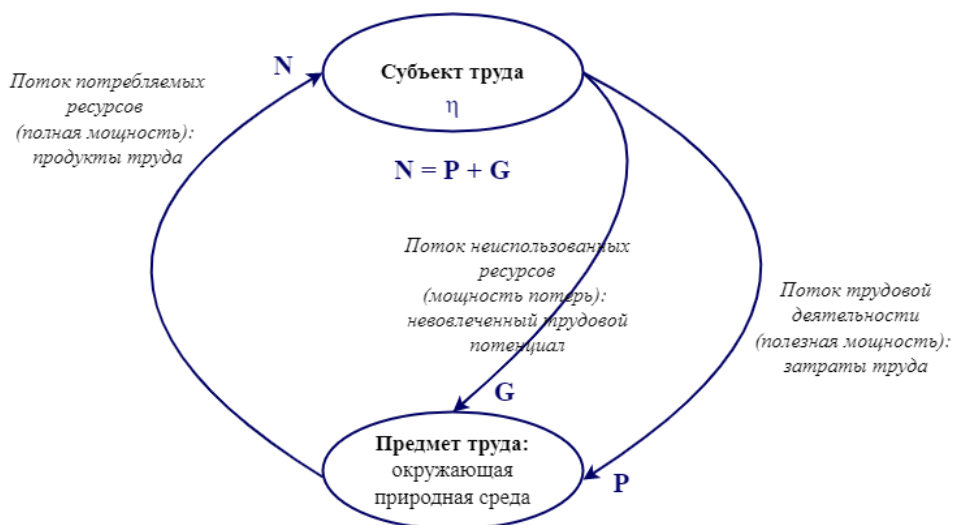 N
Субъект труда
η
Поток потребляемых
ресурсов
(полная мощность):
продукты труда
N = P + G
Поток неиспользованных
ресурсов
(мощность потерь):
невовлеченный трудовой
потенциал
Поток трудовой
деятельности
(полезная мощность):
затраты труда
G
Предмет труда:
окружающая
природная среда
P